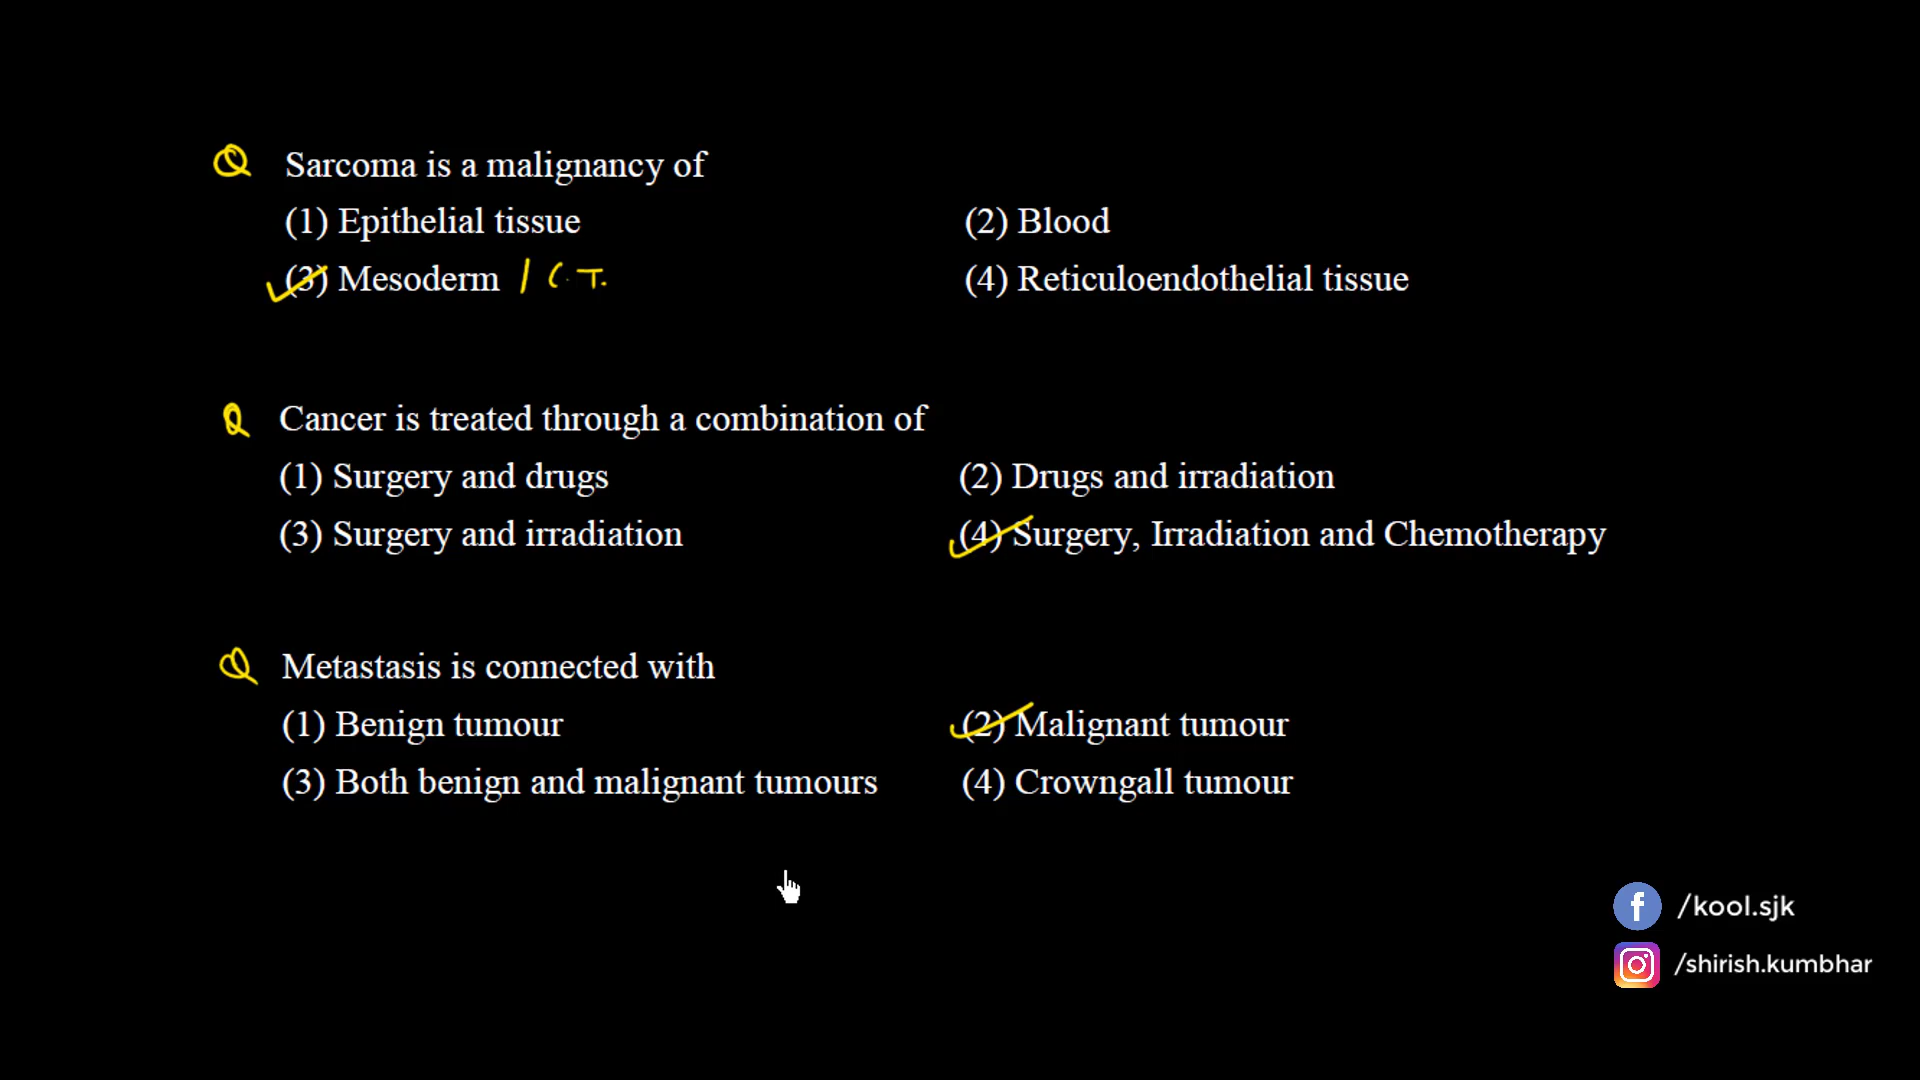 Q Sarcoma is a malignancy of
(1) Epithelial tissue (2) Blood
(3) Mesoderm / C.T. (4) Reticuloendothelial tissue
Q Cancer is treated through a combination of
(1) Surgery and drugs (2) Drugs and irradiation
(3) Surgery and irradiation (4) Surgery, Irradiation and Chemotherapy
Q Metastasis is connected with
(1) Benign tumour (2) Malignant tumour
(3) Both benign and malignant tumours (4) Crowngall tumour
/kool.sjk
/shirish.kumbhar